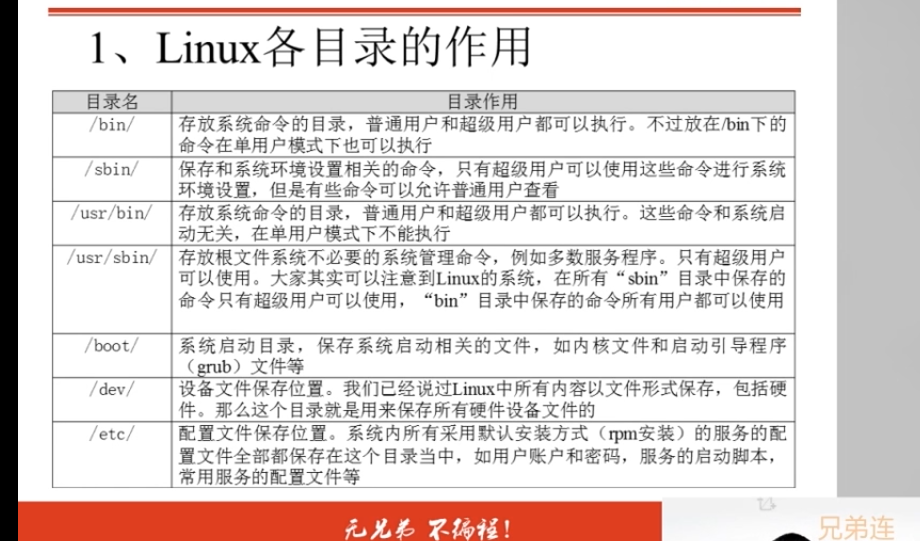 1、Linux各目录的作用
目录名 目录作用
/bin/ 存放系统命令的目录，普通用户和超级用户都可以执行。不过放在/bin下的
命令在单用户模式下也可以执行
/sbin/ 保存和系统环境设置相关的命令，只有超级用户可以使用这些命令进行系统
环境设置，但是有些命令可以允许普通用户查看
/usr/bin/ 存放系统命令的目录，普通用户和超级用户都可以执行。这些命令和系统启
动无关，在单用户模式下不能执行
/usr/sbin/ 存放根文件系统不必要的系统管理命令，例如多数服务程序。只有超级用户
可以使用。大家其实可以注意到Linux的系统，在所有“sbin”目录中保存的
命令只有超级用户可以使用，“bin”目录中保存的命令所有用户都可以使用
/boot/ 系统启动目录，保存系统启动相关的文件，如内核文件和启动引导程序
（grub）文件等
/dev/ 设备文件保存位置。我们已经说过Linux中所有内容以文件形式保存，包括硬
件。那么这个目录就是用来保存所有硬件设备文件的
/etc/ 配置文件保存位置。系统内所有采用默认安装方式（rpm安装）的服务的配
置文件全部都保存在这个目录当中，如用户账户和密码，服务的启动脚本，
常用服务的配置文件等
无兄弟 不编程！
兄弟连